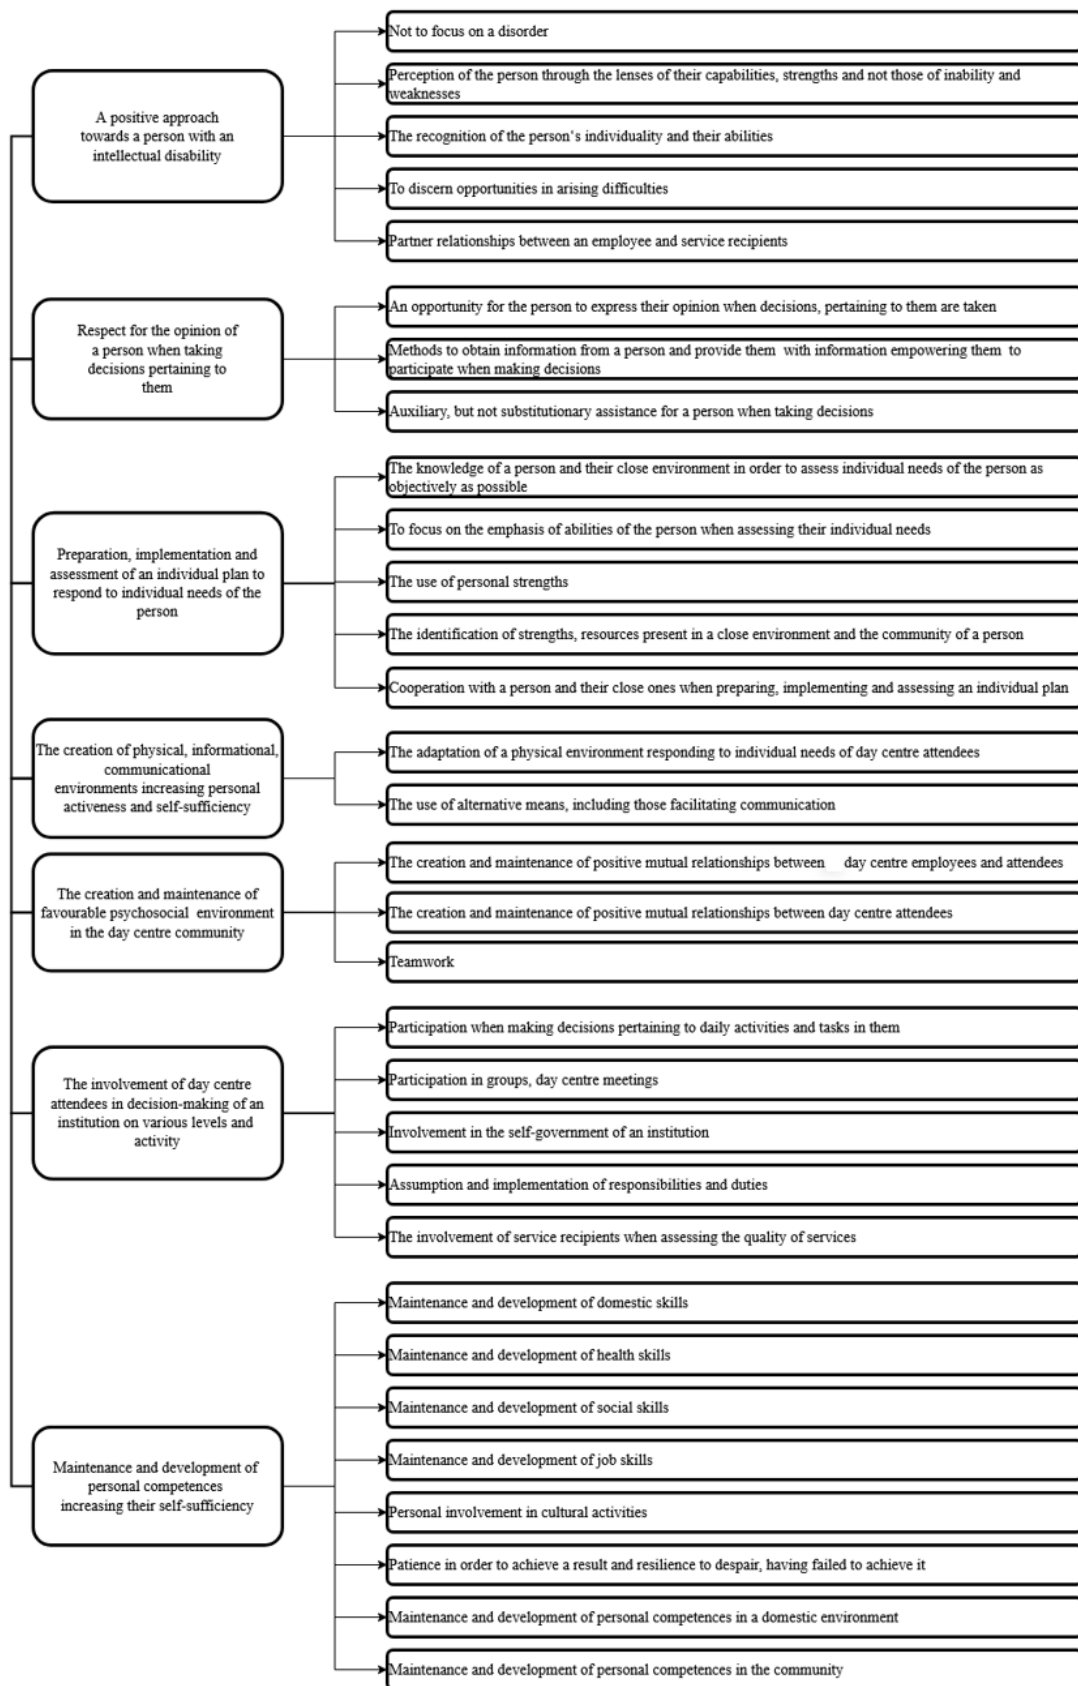 A positive approach
towards a person with an
intellectual disability
Not to focus on a disorder
Perception of the person through the lenses of their capabilities, strengths and not those of inability and
weaknesses
The recognition of the person's individuality and their abilities
To discern opportunities in arising difficulties
Partner relationships between an employee and service recipients
Respect for the opinion of
a person when taking
decisions pertaining to
them
An opportunity for the person to express their opinion when decisions, pertaining to them are taken
Methods to obtain information from a person and provide them with information empowering them to
participate when making decisions
Auxiliary, but not substitutionary assistance for a person when taking decisions
Preparation, implementation and
assessment of an individual plan to
respond to individual needs of the
person
The knowledge of a person and their close environment in order to assess individual needs of the person as
objectively as possible
To focus on the emphasis of abilities of the person when assessing their individual needs
The use of personal strengths
The identification of strengths, resources present in a close environment and the community of a person
Cooperation with a person and their close ones when preparing, implementing and assessing an individual plan
The creation of physical, informational,
communicational
environments increasing personal
activeness and self-sufficiency
The adaptation of a physical environment responding to individual needs of day centre attendees
The use of alternative means, including those facilitating communication
The creation and maintenance of
favourable psychosocial environment
in the day centre community
The creation and maintenance of positive mutual relationships between day centre employees and attendees
The creation and maintenance of positive mutual relationships between day centre attendees
Teamwork
The involvement of day centre
attendees in decision-making of an
institution on various levels and
activity
Participation when making decisions pertaining to daily activities and tasks in them
Participation in groups, day centre meetings
Involvement in the self-government of an institution
Assumption and implementation of responsibilities and duties
The involvement of service recipients when assessing the quality of services
Maintenance and development of
personal competences
increasing their self-sufficiency
Maintenance and development of domestic skills
Maintenance and development of health skills
Maintenance and development of social skills
Maintenance and development of job skills
Personal involvement in cultural activities
Patience in order to achieve a result and resilience to despair, having failed to achieve it
Maintenance and development of personal competences in a domestic environment
Maintenance and development of personal competences in the community